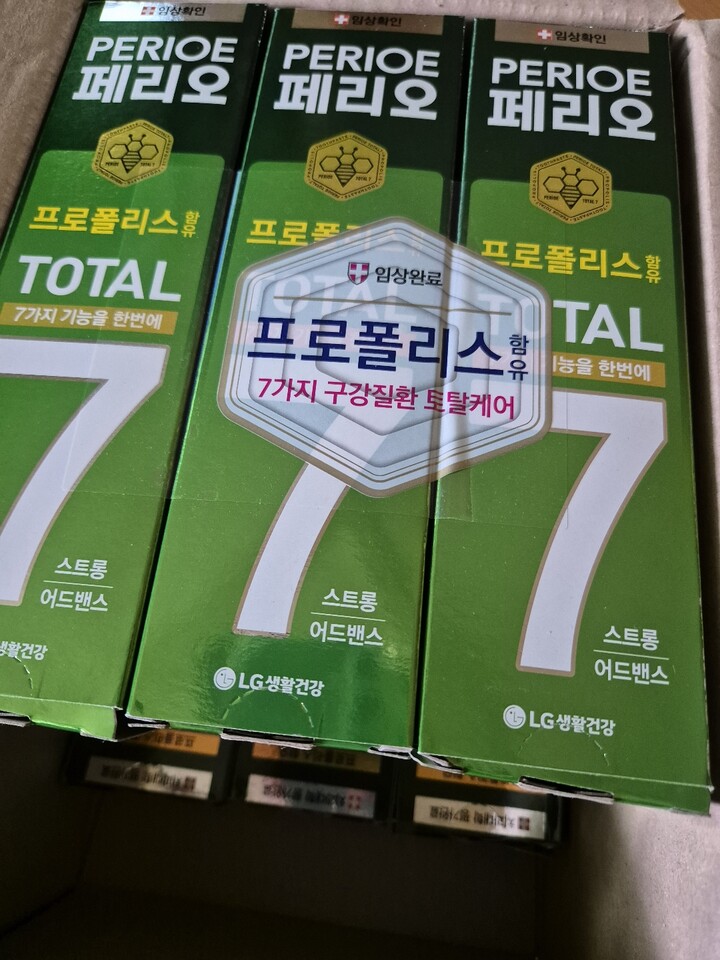 임상확인
PERIOE
페리오
프로폴리스 함유
TOTAL
7가지 기능을 한번에
7
스트롱
어드밴스
생활건강
임상확인
PERIOE
페리오
프로폴리스
임상완료
프로폴리스 함유
7가지 구강질환 토탈케어
7
스트롱
어드밴스
LG생활건강
임상확인
PERIOE
페리오
프로폴리스 함유
TOTAL
기능을 한번에
7
스트롱
어드밴스
LG생활건강